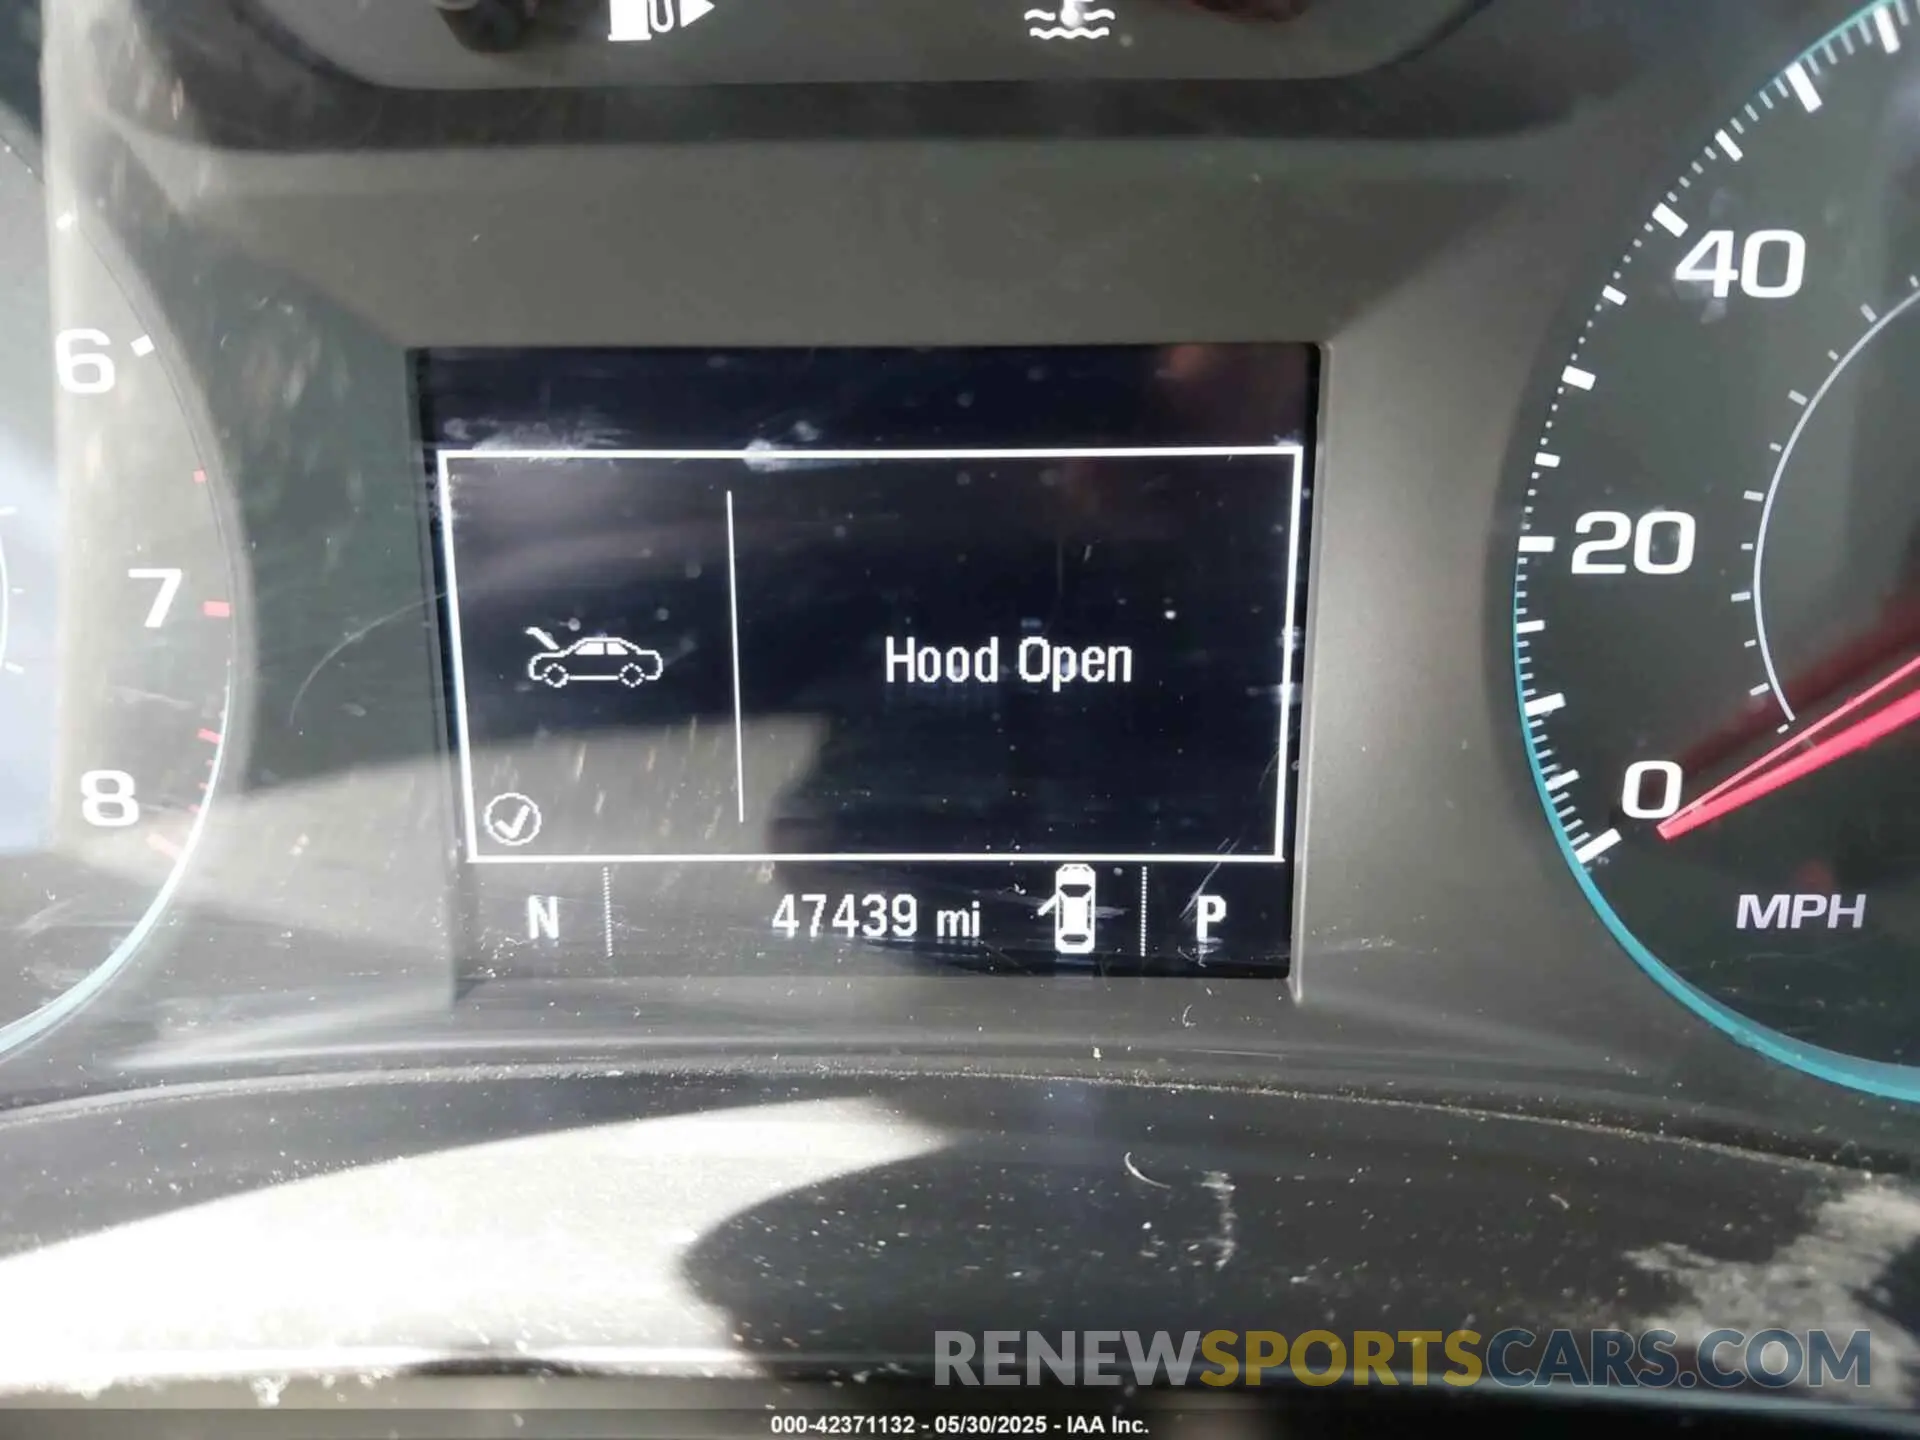 40
6
20
7
Hood Open
0
8
N 47439 mi P
MPH
RENEWSPORTSCARS.COM
000-42371132 - 05/30/2025 - IAA Inc.